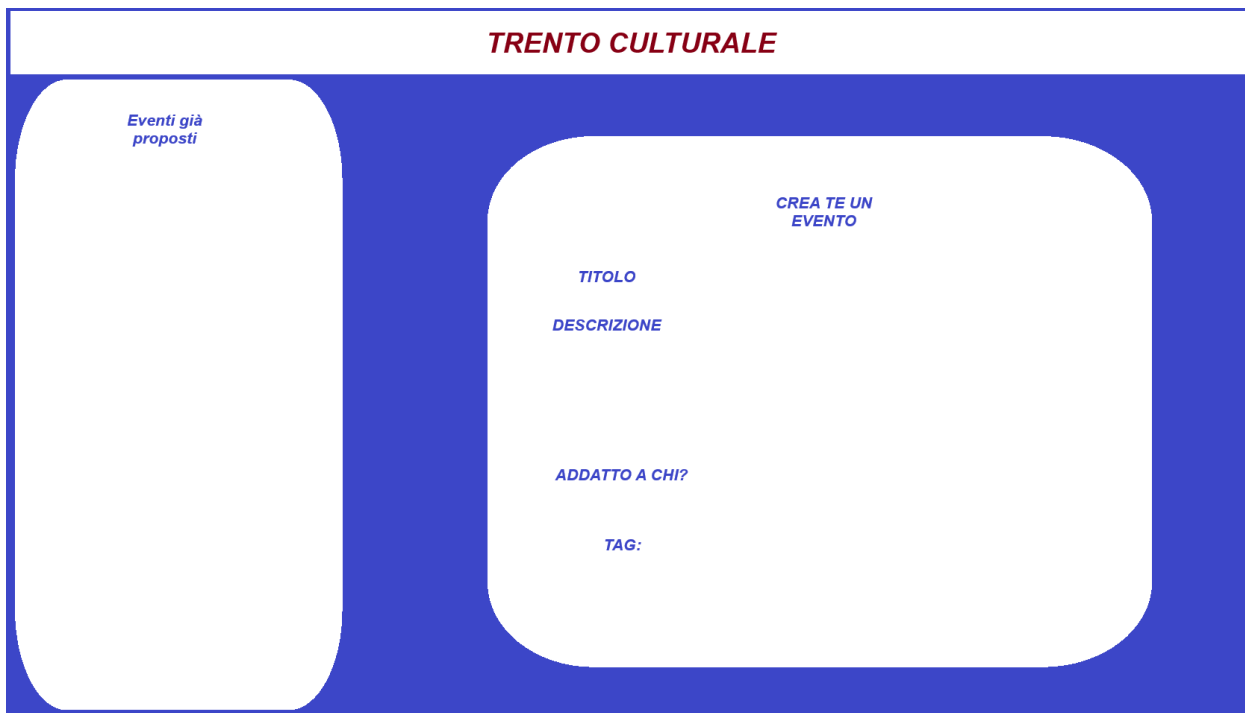 TRENTO CULTURALE
Eventi già
proposti
CREA TE UN
EVENTO
TITOLO
DESCRIZIONE
ADDATTO A CHI?
TAG: